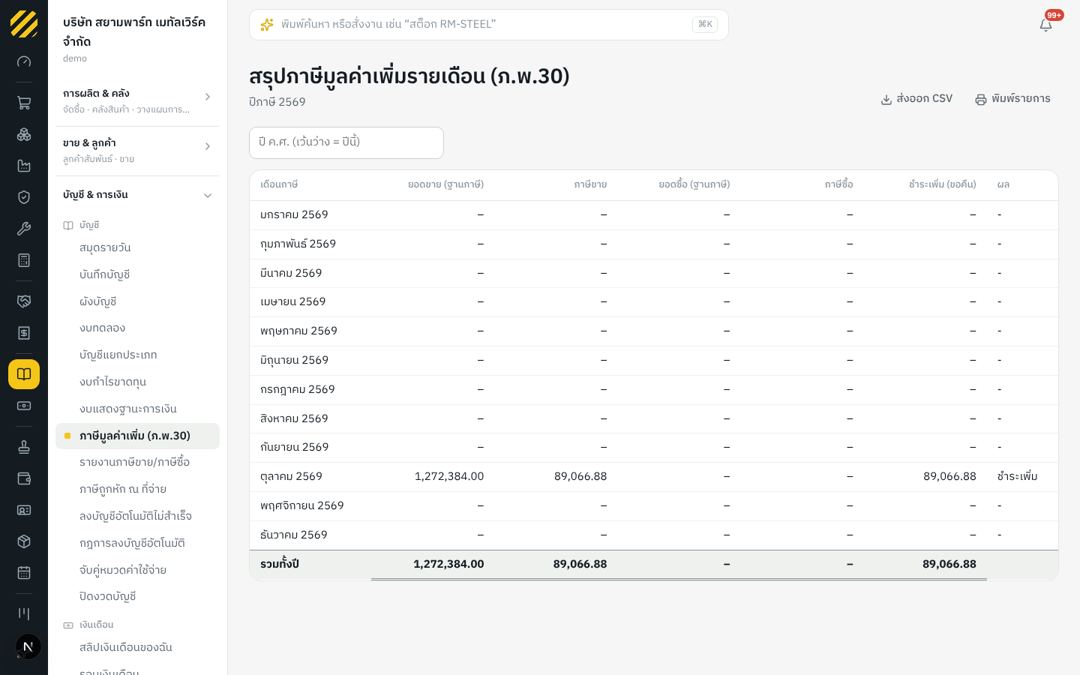 บริษัท สยามพาร์ท เมทัลเวิร์ค
จำกัด
demo
การผลิต & คลัง
จัดซื้อ · คลังสินค้า · วางแผนการ...
ขาย & ลูกค้า
ลูกค้าสัมพันธ์ · ขาย
บัญชี & การเงิน
บัญชี
สมุดรายวัน
บันทึกบัญชี
ผังบัญชี
งบทดลอง
บัญชีแยกประเภท
งบกำไรขาดทุน
งบแสดงฐานะการเงิน
ภาษีมูลค่าเพิ่ม (ภ.พ.30)
รายงานภาษีขาย/ภาษีซื้อ
ภาษีถูกหัก ณ ที่จ่าย
ลงบัญชีอัตโนมัติไม่สำเร็จ
กฎการลงบัญชีอัตโนมัติ
จับคู่หมวดค่าใช้จ่าย
ปิดงวดบัญชี
เงินเดือน
สลิปเงินเดือนของฉัน
รอบเงินเดือน
N
พิมพ์ค้นหา หรือสั่งงาน เช่น "สต็อก RM-STEEL"
⌘K
99+
สรุปภาษีมูลค่าเพิ่มรายเดือน (ภ.พ.30)
ปีภาษี 2569
ส่งออก CSV
พิมพ์รายการ
ปี ค.ศ. (เว้นว่าง = ปีนี้)
เดือนภาษี ยอดขาย (ฐานภาษี) ภาษีขาย ยอดซื้อ (ฐานภาษี) ภาษีซื้อ ชำระเพิ่ม (ขอคืน) ผล
มกราคม 2569 – – – – – -
กุมภาพันธ์ 2569 – – – – – -
มีนาคม 2569 – – – – – -
เมษายน 2569 – – – – – -
พฤษภาคม 2569 – – – – – -
มิถุนายน 2569 – – – – – -
กรกฎาคม 2569 – – – – – -
สิงหาคม 2569 – – – – – -
กันยายน 2569 – – – – – -
ตุลาคม 2569 1,272,384.00 89,066.88 – – 89,066.88 ชำระเพิ่ม
พฤศจิกายน 2569 – – – – – -
ธันวาคม 2569 – – – – – -
รวมทั้งปี 1,272,384.00 89,066.88 – – 89,066.88